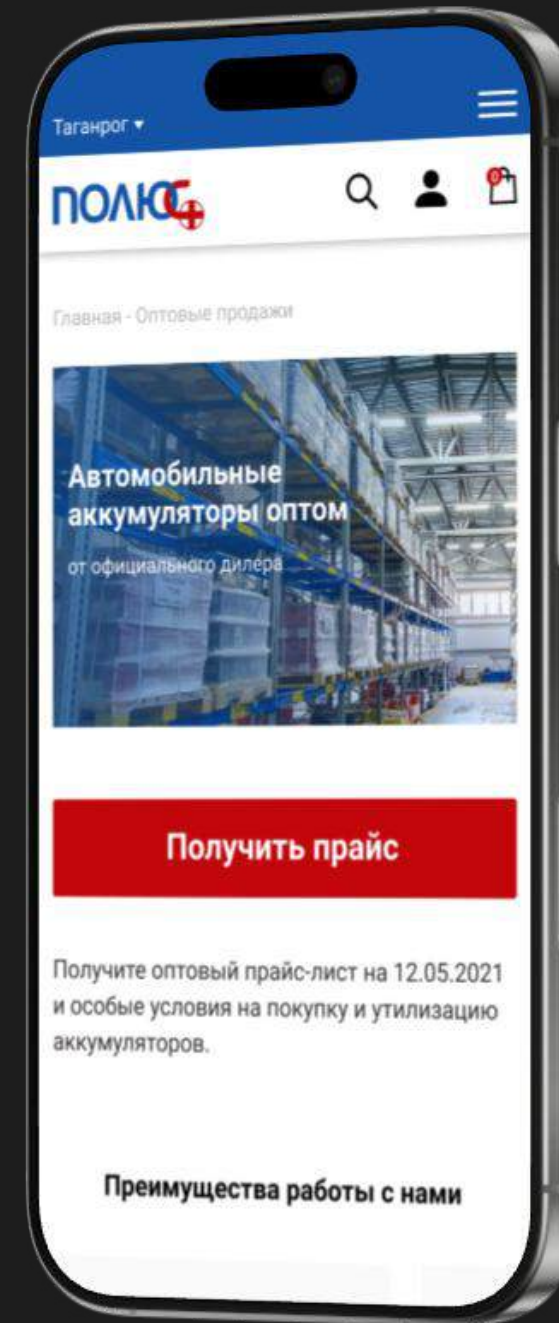 Таганрог
ПОЛЮС
0
Главная - Оптовые продажи
Автомобильные
аккумуляторы оптом
от официального дилера
Получить прайс
Получите оптовый прайс-лист на 12.05.2021
и особые условия на покупку и утилизацию
аккумуляторов.
Преимущества работы с нами